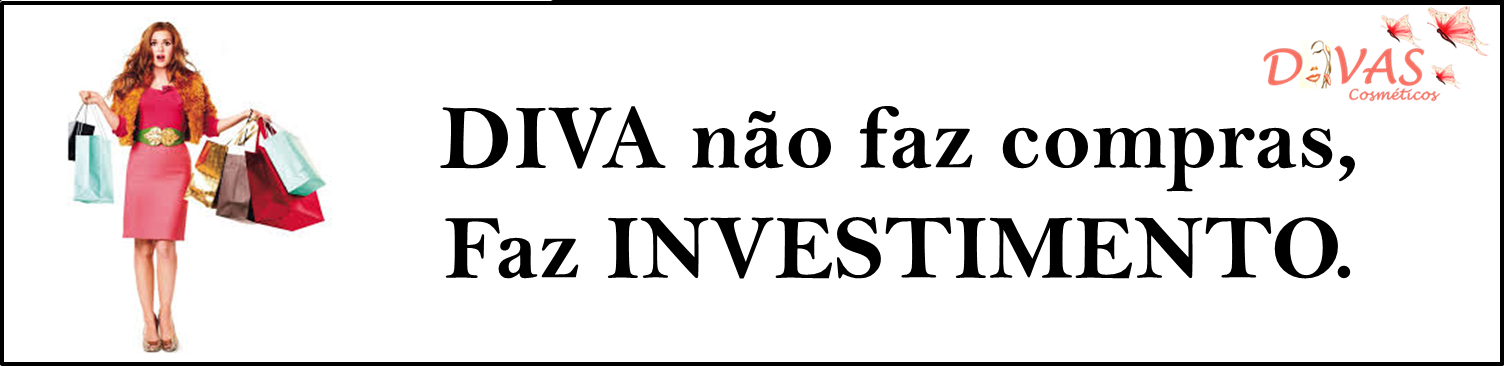 DIVAS
Cosméticos
DIVA não faz compras,
Faz INVESTIMENTO.